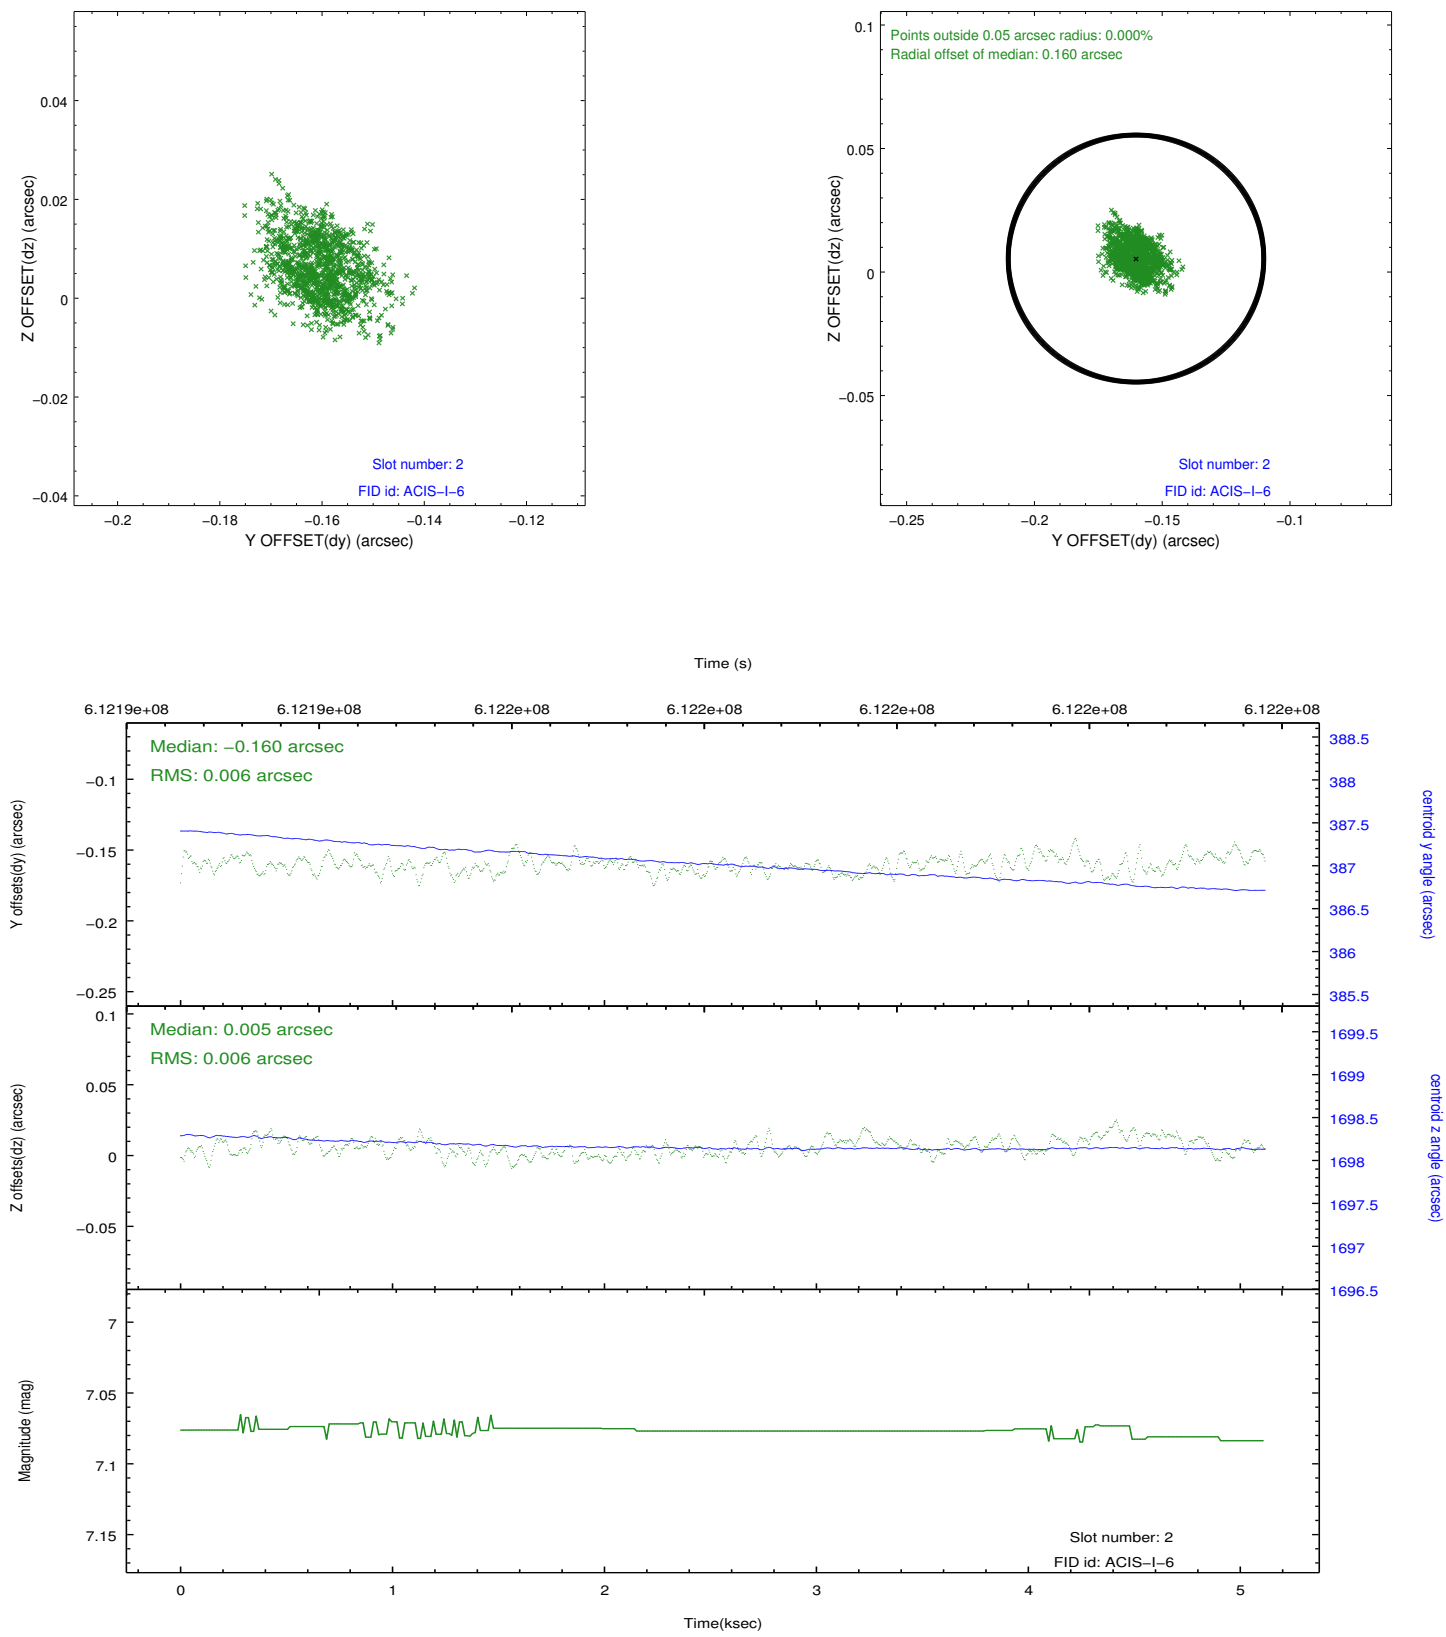 0.04
0.02
0
−0.02
−0.04
Z OFFSET(dz) (arcsec)
Slot number: 2
FID id: ACIS−I−6
−0.2
−0.18
−0.16
−0.14
−0.12
Y OFFSET(dy) (arcsec)
Points outside 0.05 arcsec radius: 0.000%
Radial offset of median: 0.160 arcsec
0.1
0.05
0
−0.05
Z OFFSET(dz) (arcsec)
Slot number: 2
FID id: ACIS−I−6
−0.25
−0.2
−0.15
−0.1
Y OFFSET(dy) (arcsec)
Time (s)
6.1219e+08
6.1219e+08
6.122e+08
6.122e+08
6.122e+08
6.122e+08
6.122e+08
Median: −0.160 arcsec
RMS: 0.006 arcsec
−0.1
−0.15
−0.2
−0.25
Y offsets(dy) (arcsec)
388.5
388
387.5
387
386.5
386
385.5
centroid y angle (arcsec)
Median: 0.005 arcsec
RMS: 0.006 arcsec
0.1
0.05
0
−0.05
Z offsets(dz) (arcsec)
1699.5
1699
1698.5
1698
1697.5
1697
1696.5
centroid z angle (arcsec)
7
7.05
7.1
7.15
Magnitude (mag)
Slot number: 2
FID id: ACIS−I−6
0
1
2
3
4
5
Time(ksec)